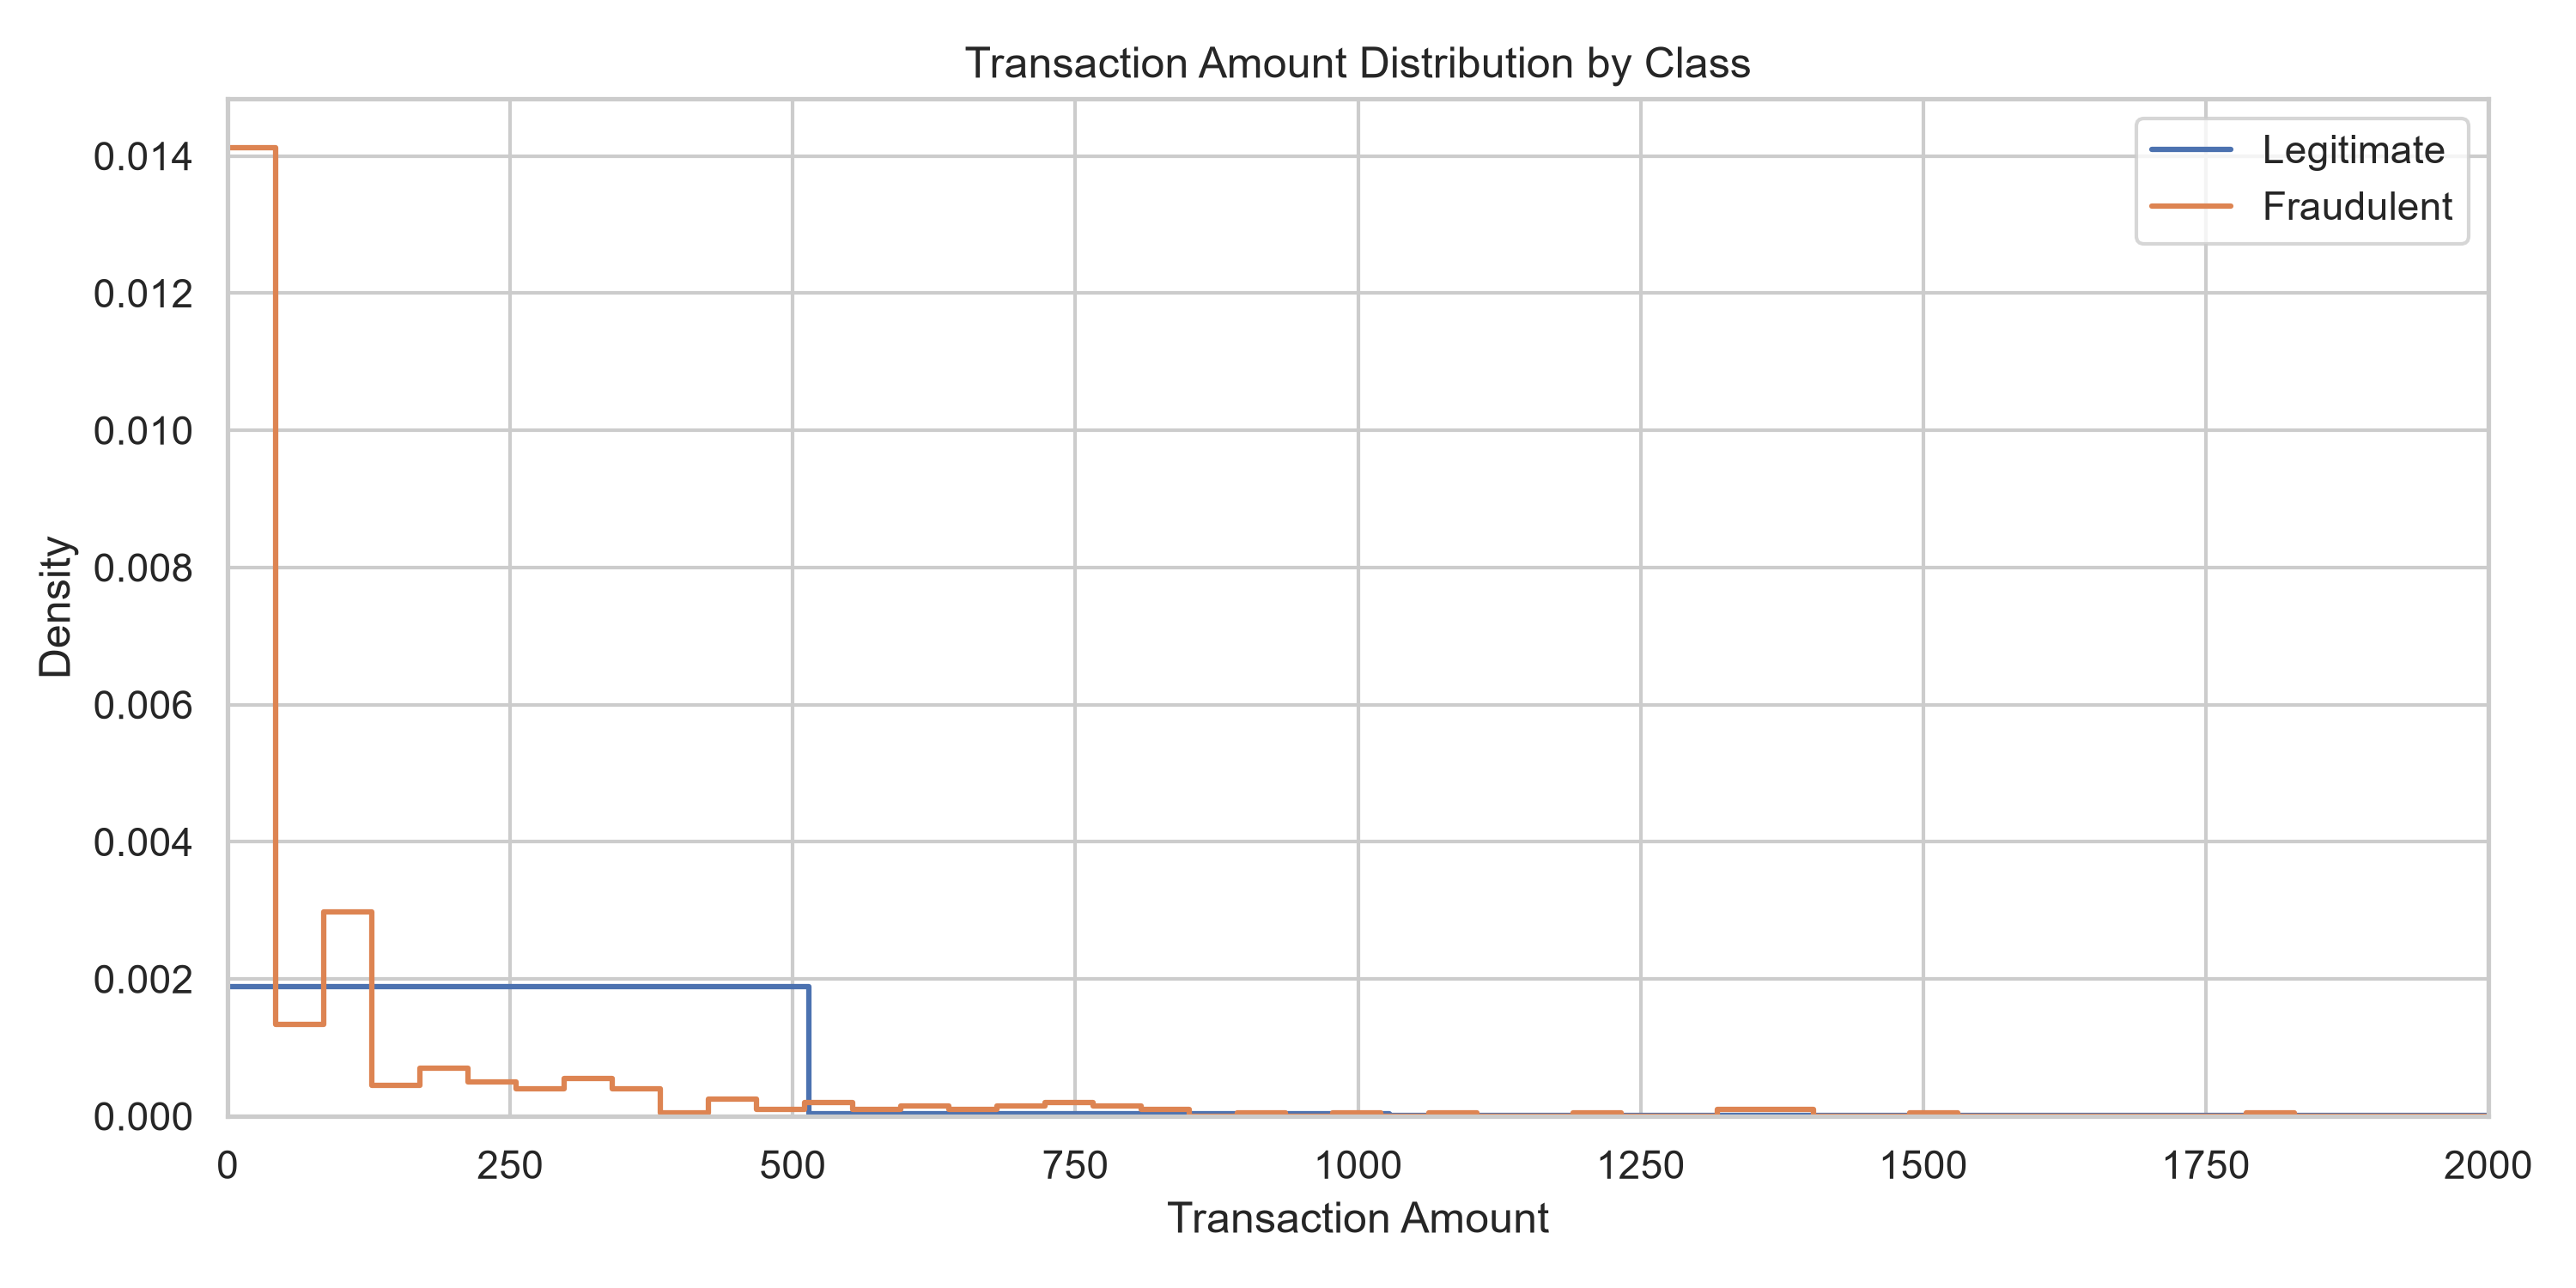 Transaction Amount Distribution by Class
Legitimate
Fraudulent
Density
0.014
0.012
0.010
0.008
0.006
0.004
0.002
0.000
0 250 500 750 1000 1250 1500 1750 2000
Transaction Amount